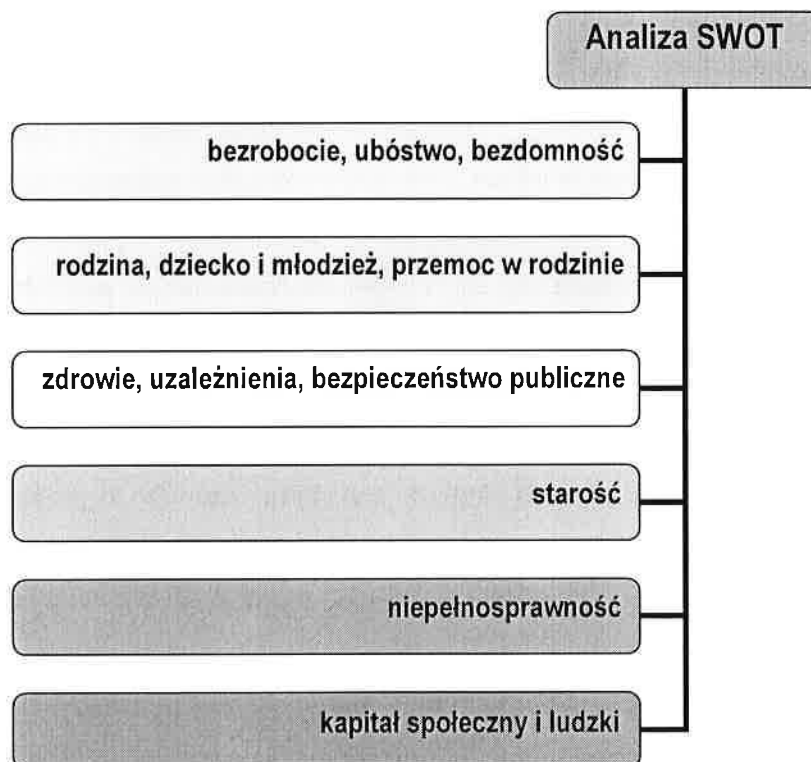 Analiza SWOT
bezrobocie, ubóstwo, bezdomność
rodzina, dziecko i młodzież, przemoc w rodzinie
zdrowie, uzależnienia, bezpieczeństwo publiczne
starość
niepełnosprawność
kapitał społeczny i ludzki